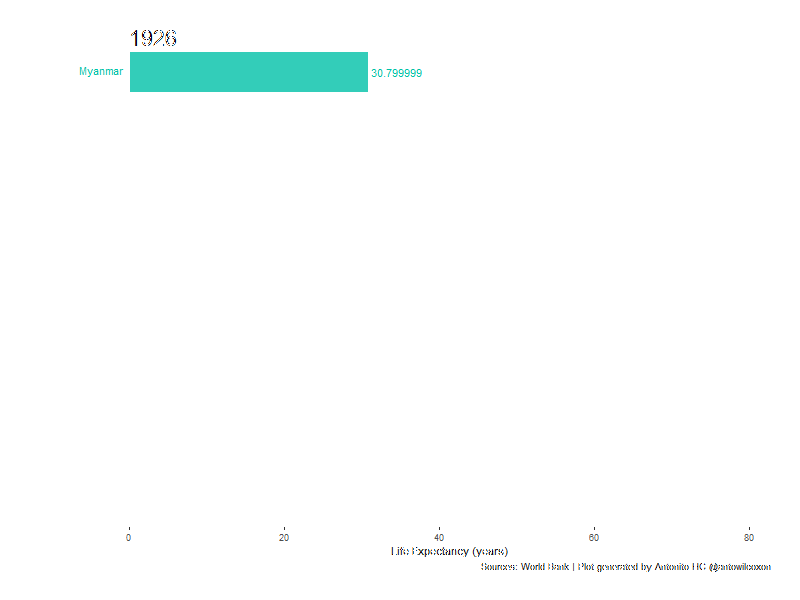 1926
Myanmar
30.799999
0 20 40 60 80
Life Expectancy (years)
Sources: World Bank | Plot generated by Antonito HC @antowilcoxon